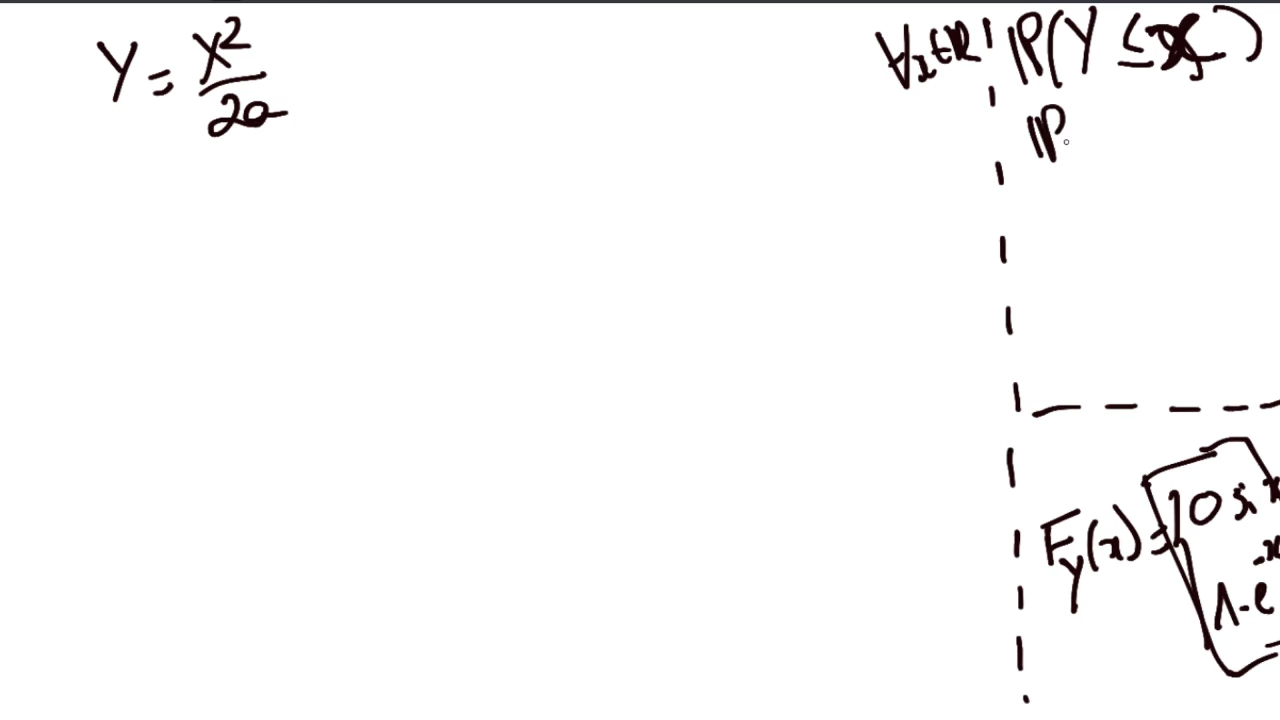 Y = X²/2a
∀x∈ℝ, ℙ(Y ≤ x)
ℙ
F_Y(x) = { 0 si x
1-e^-x